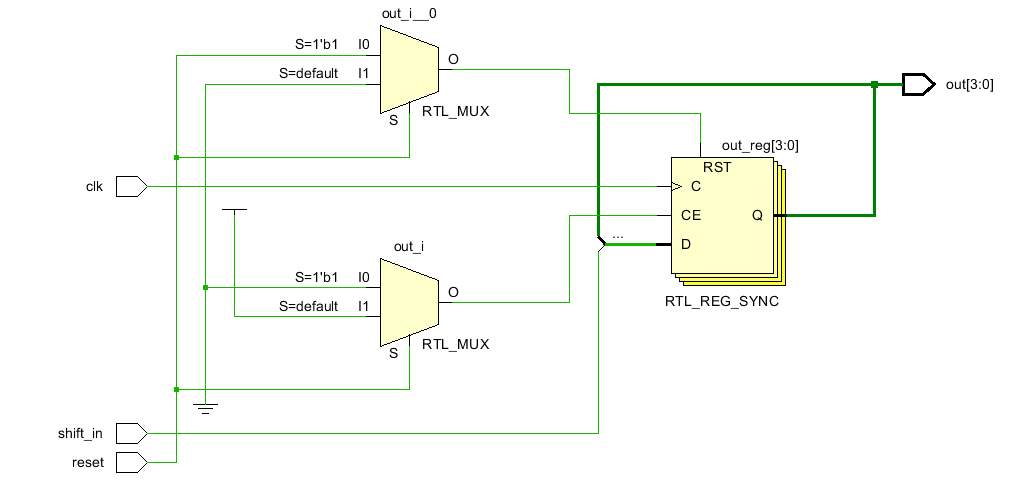 out_i__0
S=1'b1 I0
S=default I1
O
S
RTL_MUX
out[3:0]
out_reg[3:0]
RST
clk
C
CE
Q
...
D
RTL_REG_SYNC
out_i
S=1'b1 I0
S=default I1
O
S
RTL_MUX
shift_in
reset